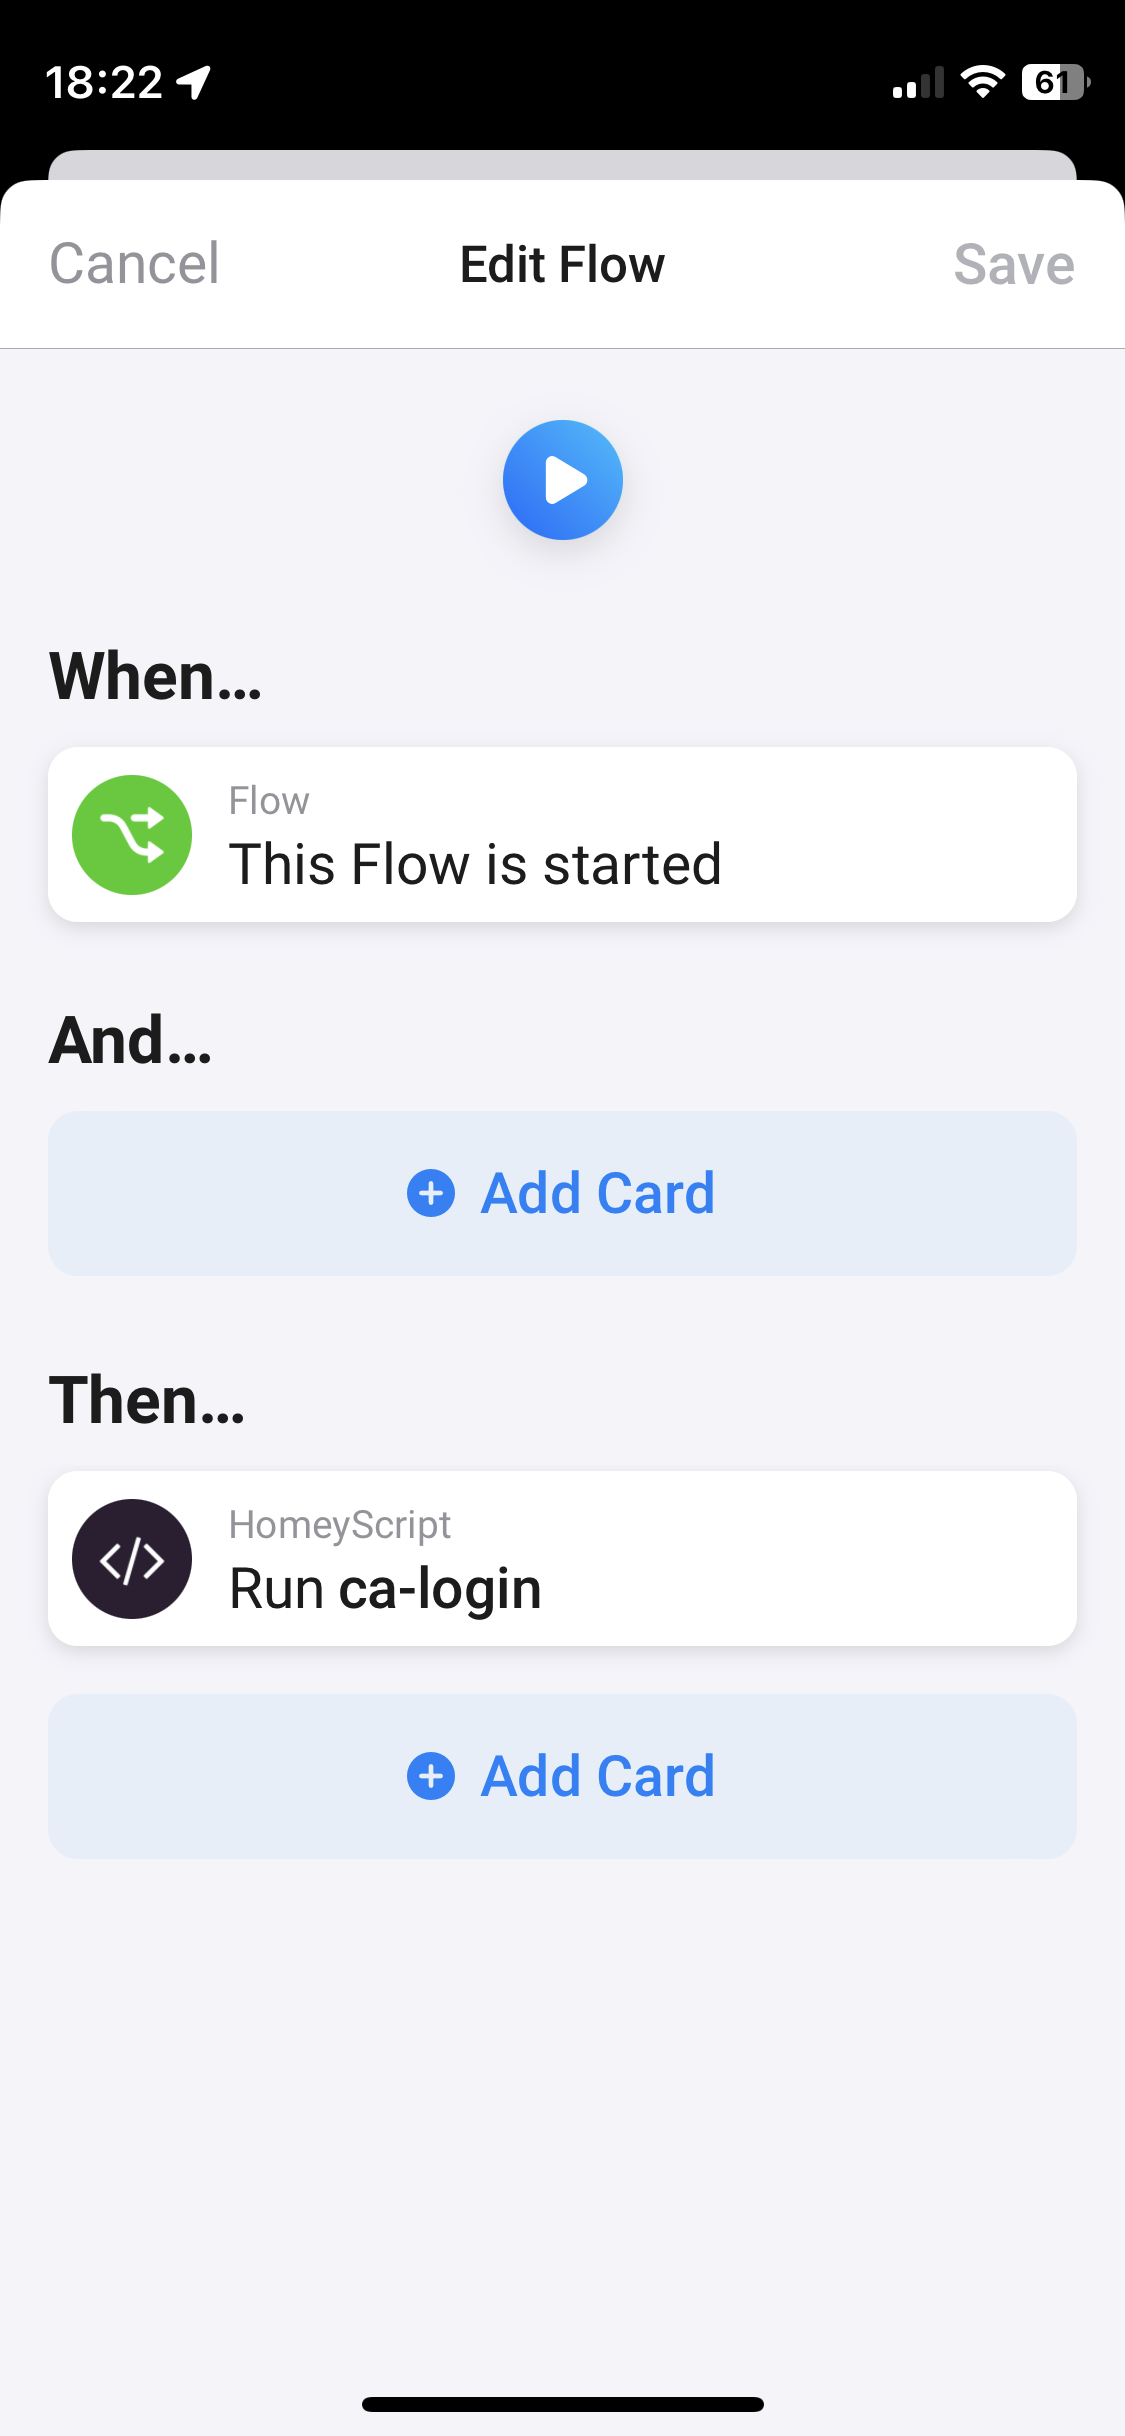 18:22
61
Cancel
Edit Flow
Save
When…
Flow
This Flow is started
And…
Add Card
Then…
HomeyScript
Run ca-login
Add Card